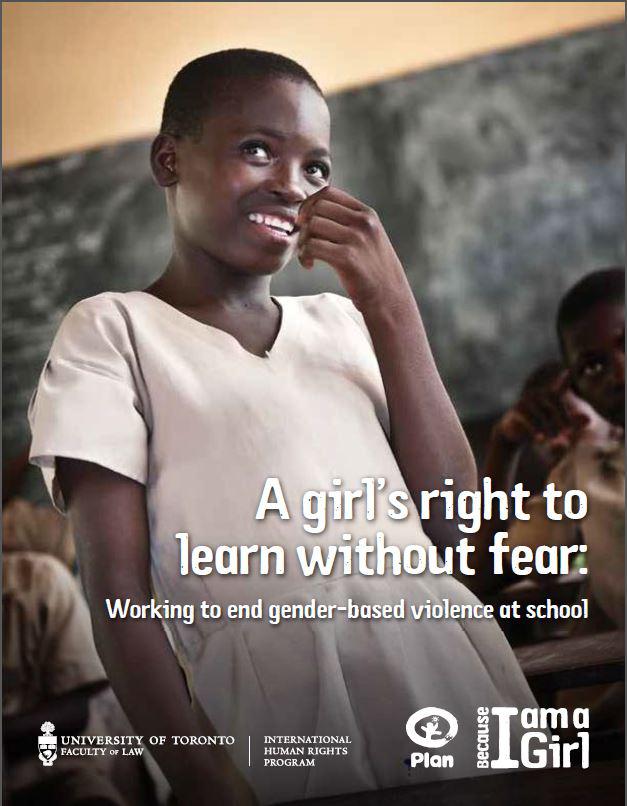 A girl's right to
learn without fear:
Working to end gender-based violence at school
UNIVERSITY OF TORONTO
FACULTY OF LAW
INTERNATIONAL
HUMAN RIGHTS
PROGRAM
Plan
Because
I am a
Girl